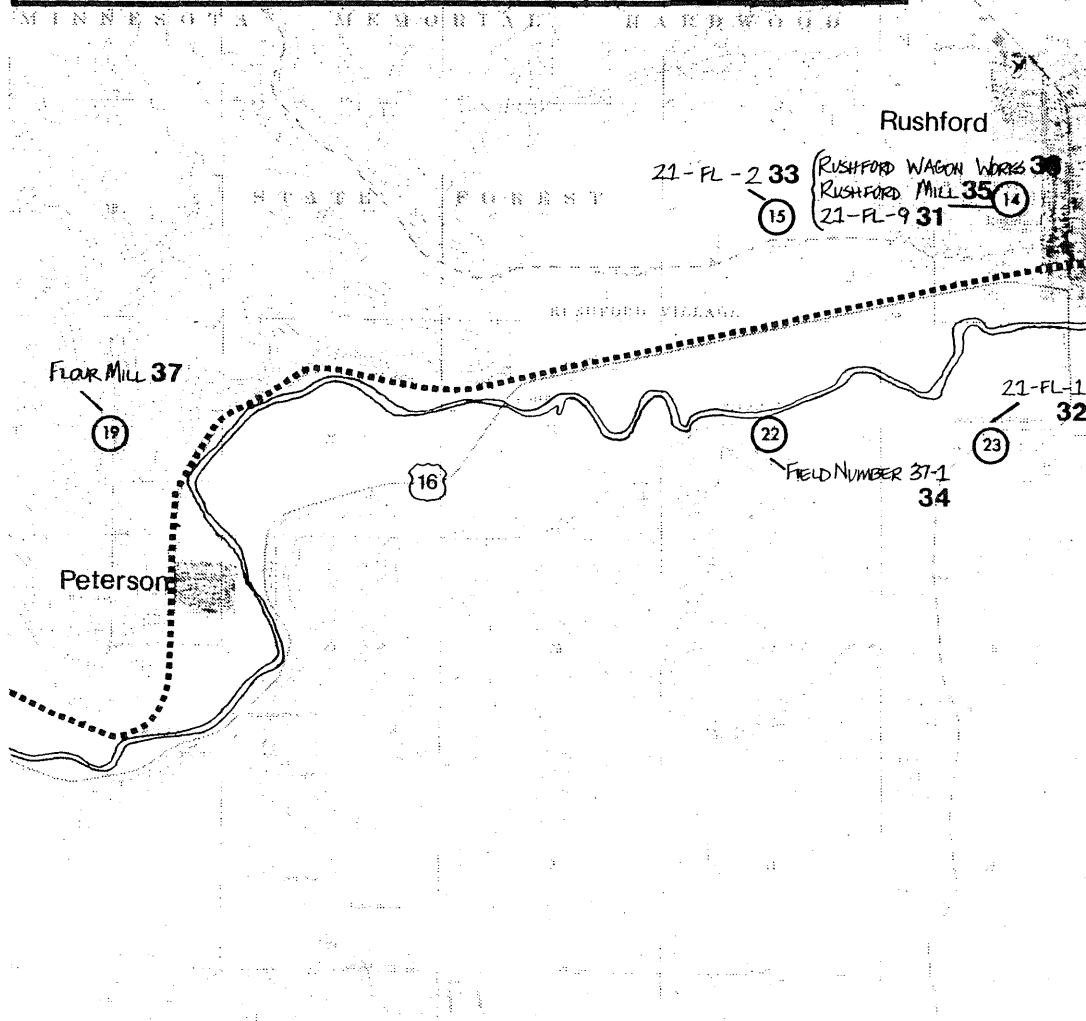 MINNESOTA MEMORIAL HARDWOOD
Rushford
21-FL-2 33
RUSHFORD WAGON WORKS
RUSHFORD MILL 35
21-FL-9 31
14
15
STATE FOREST
RUSHFORD VILLAGE
FLOUR MILL 37
19
21-FL-1
32
22
23
16
FIELD NUMBER 37-1
34
Peterson